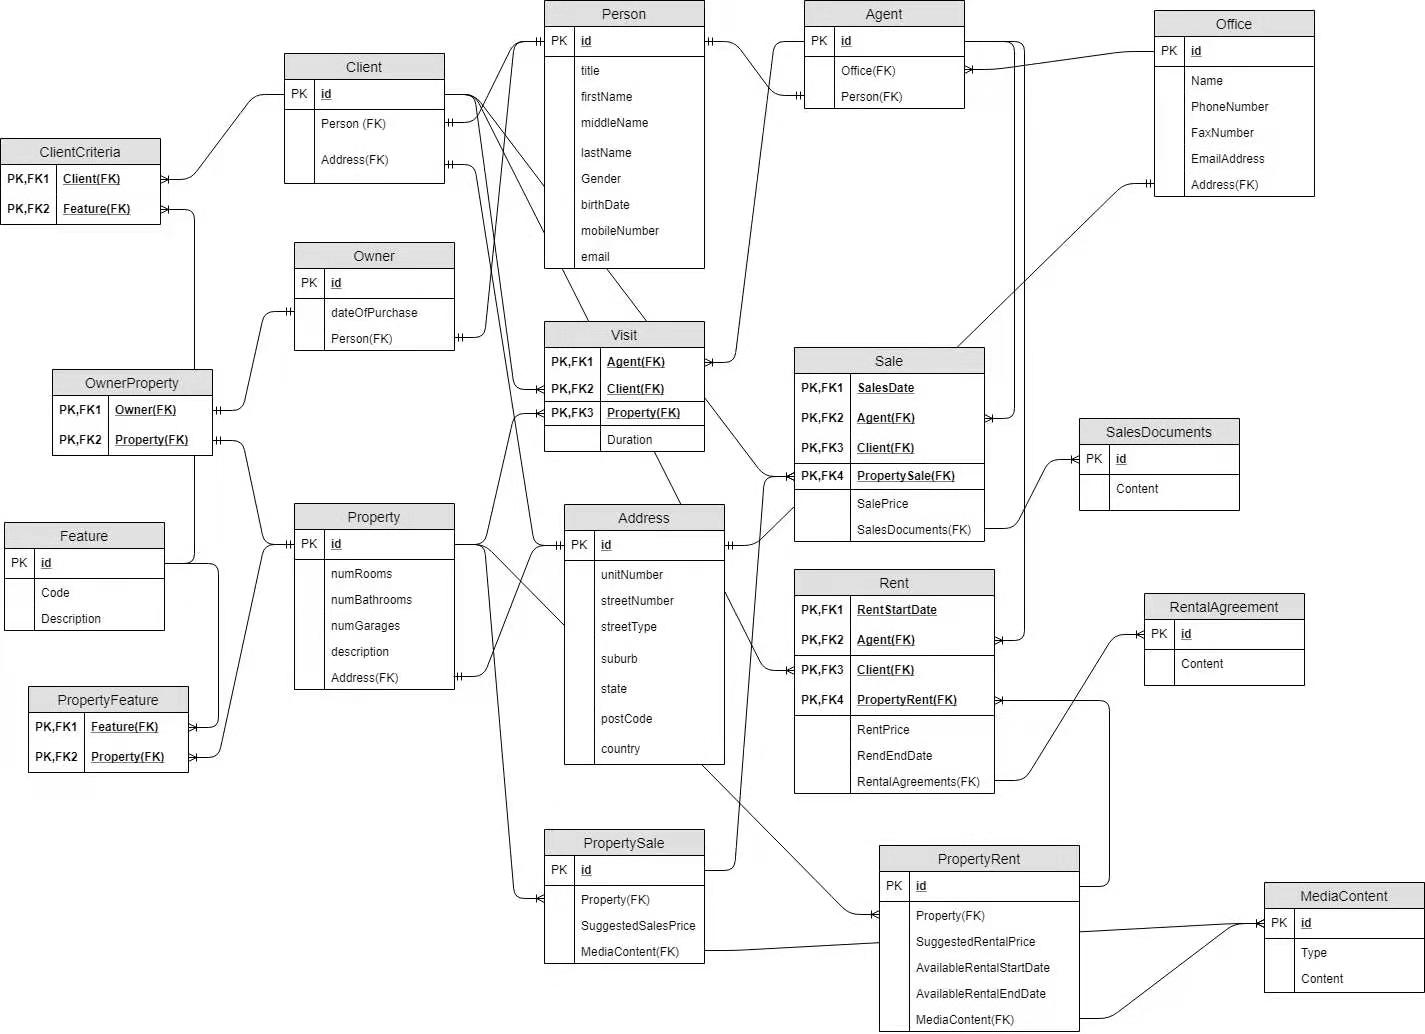 Person
PK id
title
firstName
middleName
lastName
Gender
birthDate
mobileNumber
email
Agent
PK id
Office(FK)
Person(FK)
Office
PK id
Name
PhoneNumber
FaxNumber
EmailAddress
Address(FK)
Client
PK id
Person (FK)
Address(FK)
ClientCriteria
PK,FK1 Client(FK)
PK,FK2 Feature(FK)
Owner
PK id
dateOfPurchase
Person(FK)
Visit
PK,FK1 Agent(FK)
PK,FK2 Client(FK)
PK,FK3 Property(FK)
Duration
Sale
PK,FK1 SalesDate
PK,FK2 Agent(FK)
PK,FK3 Client(FK)
PK,FK4 PropertySale(FK)
SalePrice
SalesDocuments(FK)
OwnerProperty
PK,FK1 Owner(FK)
PK,FK2 Property(FK)
SalesDocuments
PK id
Content
Property
PK id
numRooms
numBathrooms
numGarages
description
Address(FK)
Address
PK id
unitNumber
streetNumber
streetType
suburb
state
postCode
country
Feature
PK id
Code
Description
Rent
PK,FK1 RentStartDate
PK,FK2 Agent(FK)
PK,FK3 Client(FK)
PK,FK4 PropertyRent(FK)
RentPrice
RendEndDate
RentalAgreements(FK)
RentalAgreement
PK id
Content
PropertyFeature
PK,FK1 Feature(FK)
PK,FK2 Property(FK)
PropertySale
PK id
Property(FK)
SuggestedSalesPrice
MediaContent(FK)
PropertyRent
PK id
Property(FK)
SuggestedRentalPrice
AvailableRentalStartDate
AvailableRentalEndDate
MediaContent(FK)
MediaContent
PK id
Type
Content